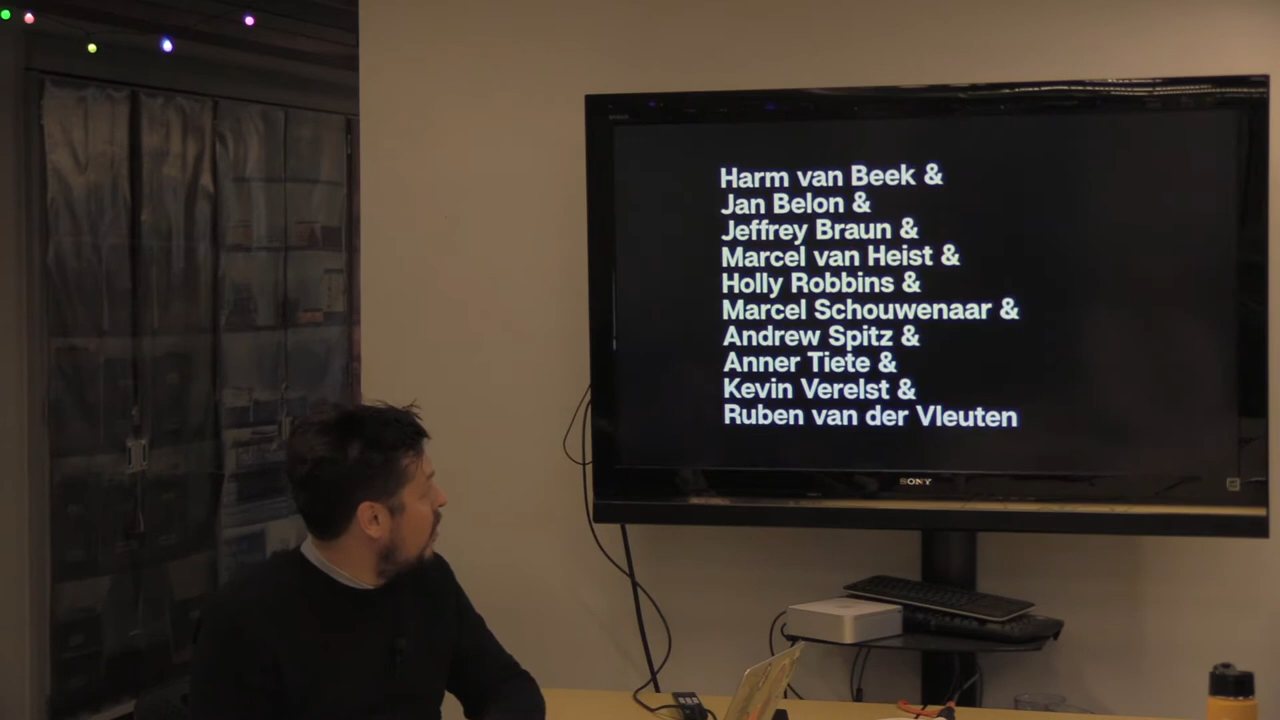 Harm van Beek &
Jan Belon &
Jeffrey Braun &
Marcel van Heist &
Holly Robbins &
Marcel Schouwenaar &
Andrew Spitz &
Anner Tiete &
Kevin Verelst &
Ruben van der Vleuten
SONY